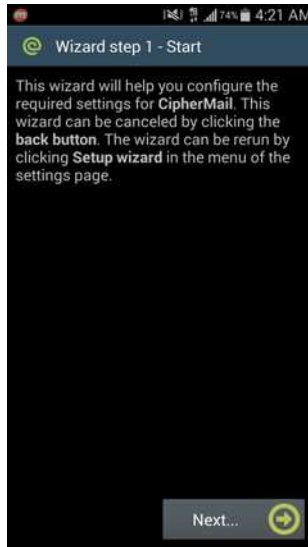 74% 4:21 AM
@ Wizard step 1 - Start
This wizard will help you configure the
required settings for CipherMail. This
wizard can be canceled by clicking the
back button. The wizard can be rerun by
clicking Setup wizard in the menu of the
settings page.
Next...